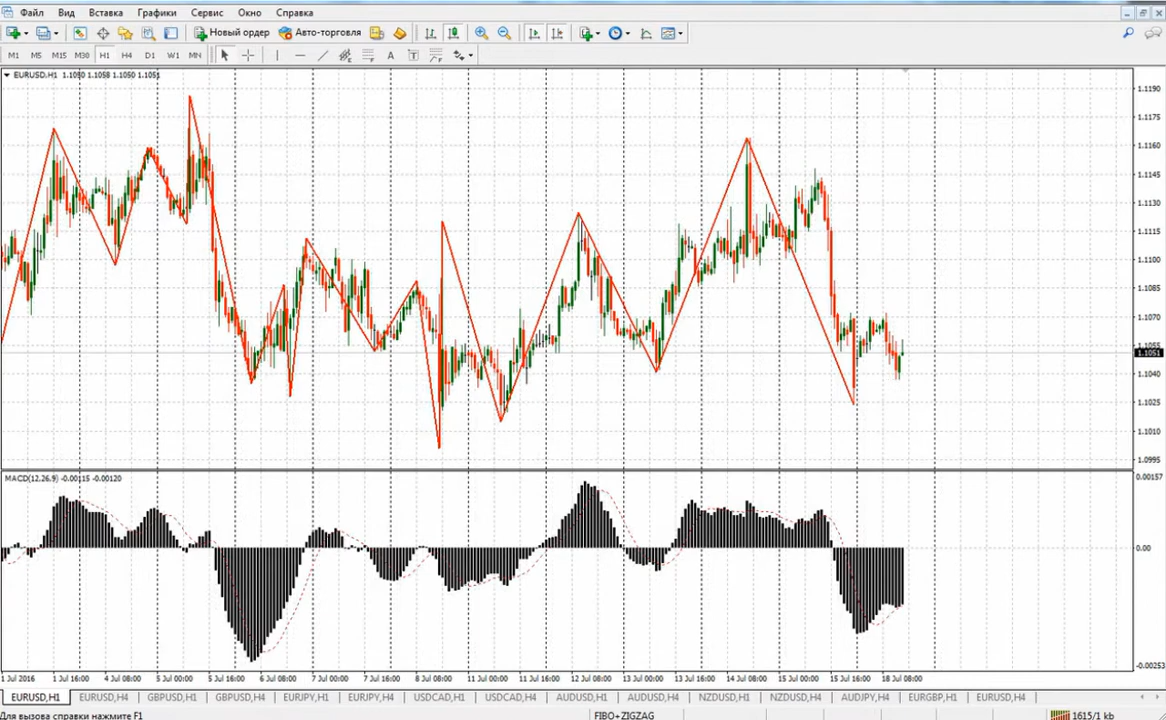 Файл Вид Вставка Графики Сервис Окно Справка
Новый ордер Авто-торговля
M1 M5 M15 M30 H1 H4 D1 W1 MN A T
EURUSD,H1 1.1050 1.1058 1.1050 1.1051
1.1190
1.1175
1.1160
1.1145
1.1130
1.1115
1.1100
1.1085
1.1070
1.1055
1.1051
1.1040
1.1025
1.1010
1.0995
MACD(12,26,9) -0.00115 -0.00120
0.00157
0.00
-0.00253
1 Jul 2016 1 Jul 16:00 4 Jul 08:00 5 Jul 00:00 5 Jul 16:00 6 Jul 08:00 7 Jul 00:00 7 Jul 16:00 8 Jul 08:00 11 Jul 00:00 11 Jul 16:00 12 Jul 08:00 13 Jul 00:00 13 Jul 16:00 14 Jul 08:00 15 Jul 00:00 15 Jul 16:00 18 Jul 08:00
EURUSD,H1 EURUSD,H4 GBPUSD,H1 GBPUSD,H4 EURJPY,H1 EURJPY,H4 USDCAD,H1 USDCAD,H4 AUDUSD,H1 AUDUSD,H4 NZDUSD,H1 NZDUSD,H4 AUDJPY,H4 EURGBP,H1 EURUSD,H4
Для вызова справки нажмите F1 FIBO+ZIGZAG 1615/1 kb